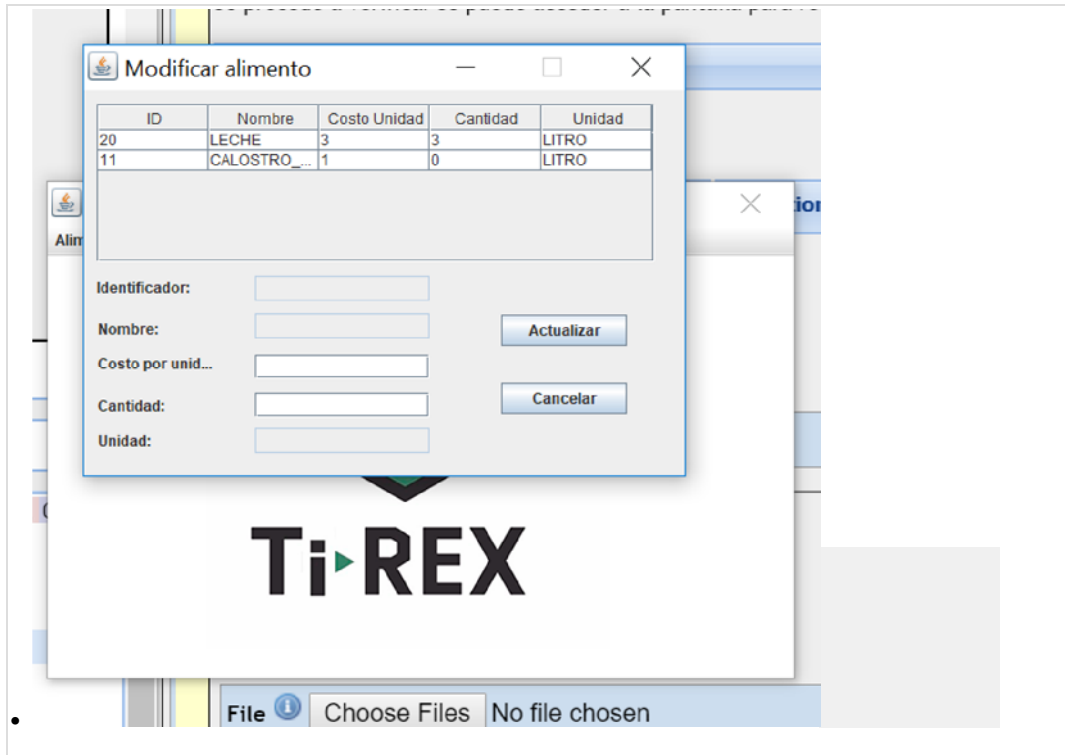 Modificar alimento
ID Nombre Costo Unidad Cantidad Unidad
20 LECHE 3 3 LITRO
11 CALOSTRO_... 1 0 LITRO
Alim
Identificador:
Nombre:
Actualizar
Costo por unid...
Cantidad:
Cancelar
Unidad:
Ti REX
File Choose Files No file chosen